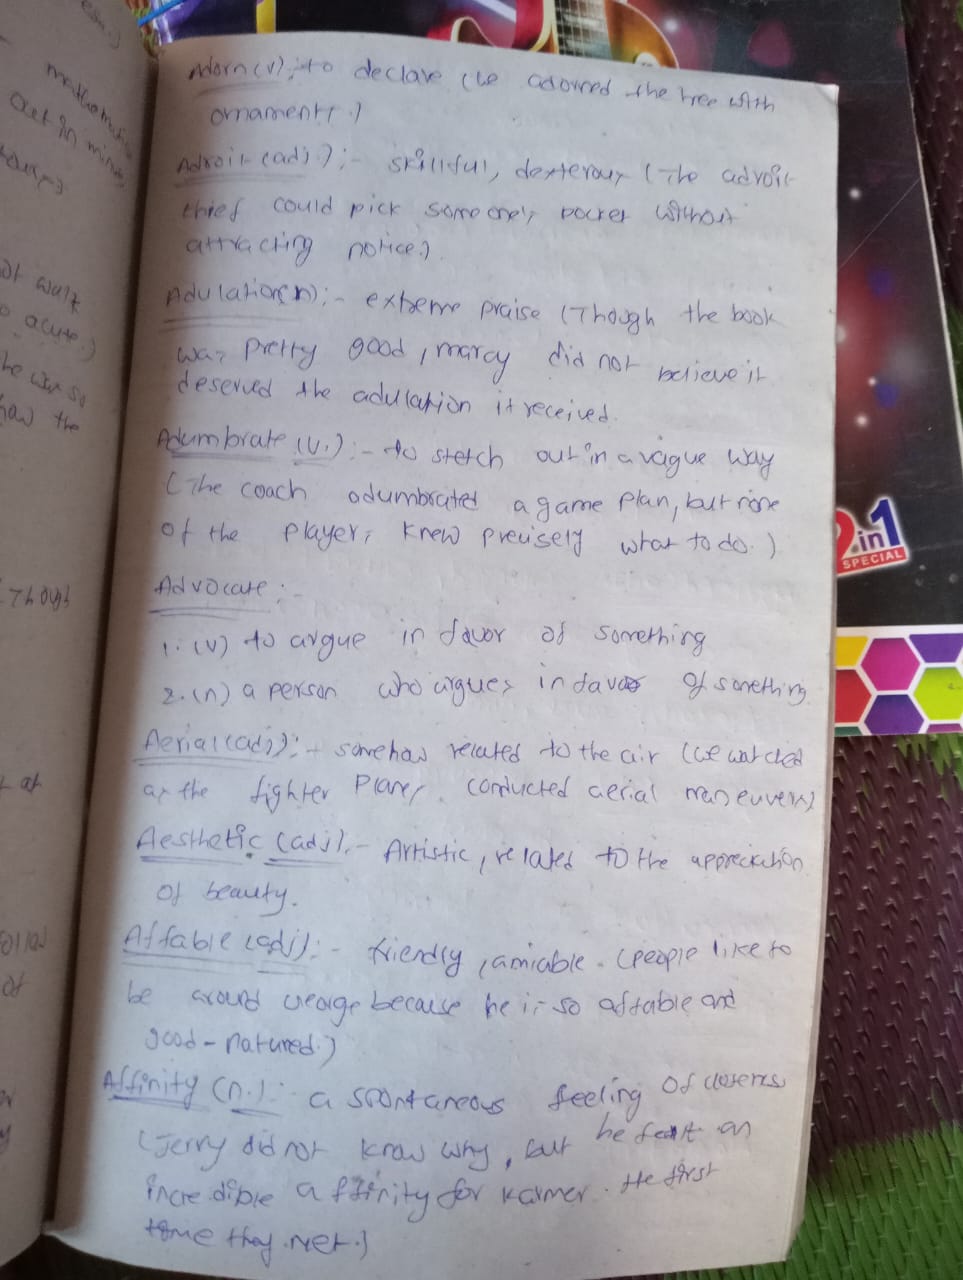 Adorn (v) :- to declave (We adorned the tree with
ornaments.)
Adroit (adj.) :- skillful, dexterous (The adroit
thief could pick someone's pocket without
attracting notice.)
Adulation(n) :- extreme praise (Though the book
was pretty good, marcy did not believe it
deserved the adulation it received.
Adumbrate (v.) :- to stetch out in a vague way
(The coach adumbrated a game plan, but none
of the players knew precisely what to do.)
Advocate :-
1. (v) to argue in favor of something
2. (n) a person who argues in favor of something.
Aerial (adj) :- somehow related to the air (we watched
as the fighter planes conducted aerial maneuvers)
Aesthetic (adj) :- Artistic, related to the appreciation
of beauty.
Affable (adj) :- friendly, amiable. (people like to
be around George because he is so affable and
good-natured.)
Affinity (n.) : a spontaneous feeling of closeness
(Jerry did not know why, but he felt an
incredible affinity for Kramer. the first
time they met.)
out in minutes
ot walk
o acute.)
he was so
how the
Though
at
of
2in1
SPECIAL